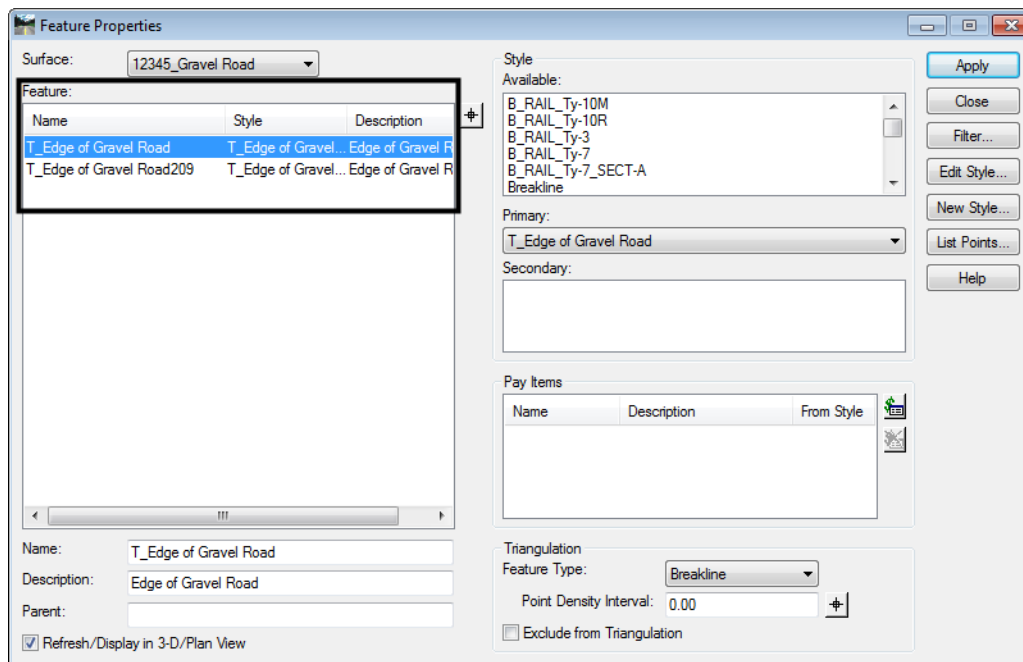 Feature Properties
Surface:
12345_Gravel Road
Feature:
Name Style Description
T_Edge of Gravel Road T_Edge of Gravel... Edge of Gravel R
T_Edge of Gravel Road209 T_Edge of Gravel... Edge of Gravel R
Name:
T_Edge of Gravel Road
Description:
Edge of Gravel Road
Parent:
Refresh/Display in 3-D/Plan View
Style
Available:
B_RAIL_Ty-10M
B_RAIL_Ty-10R
B_RAIL_Ty-3
B_RAIL_Ty-7
B_RAIL_Ty-7_SECT-A
Breakline
Primary:
T_Edge of Gravel Road
Secondary:
Pay Items
Name Description From Style
Triangulation
Feature Type:
Breakline
Point Density Interval:
0.00
Exclude from Triangulation
Apply
Close
Filter...
Edit Style...
New Style...
List Points...
Help